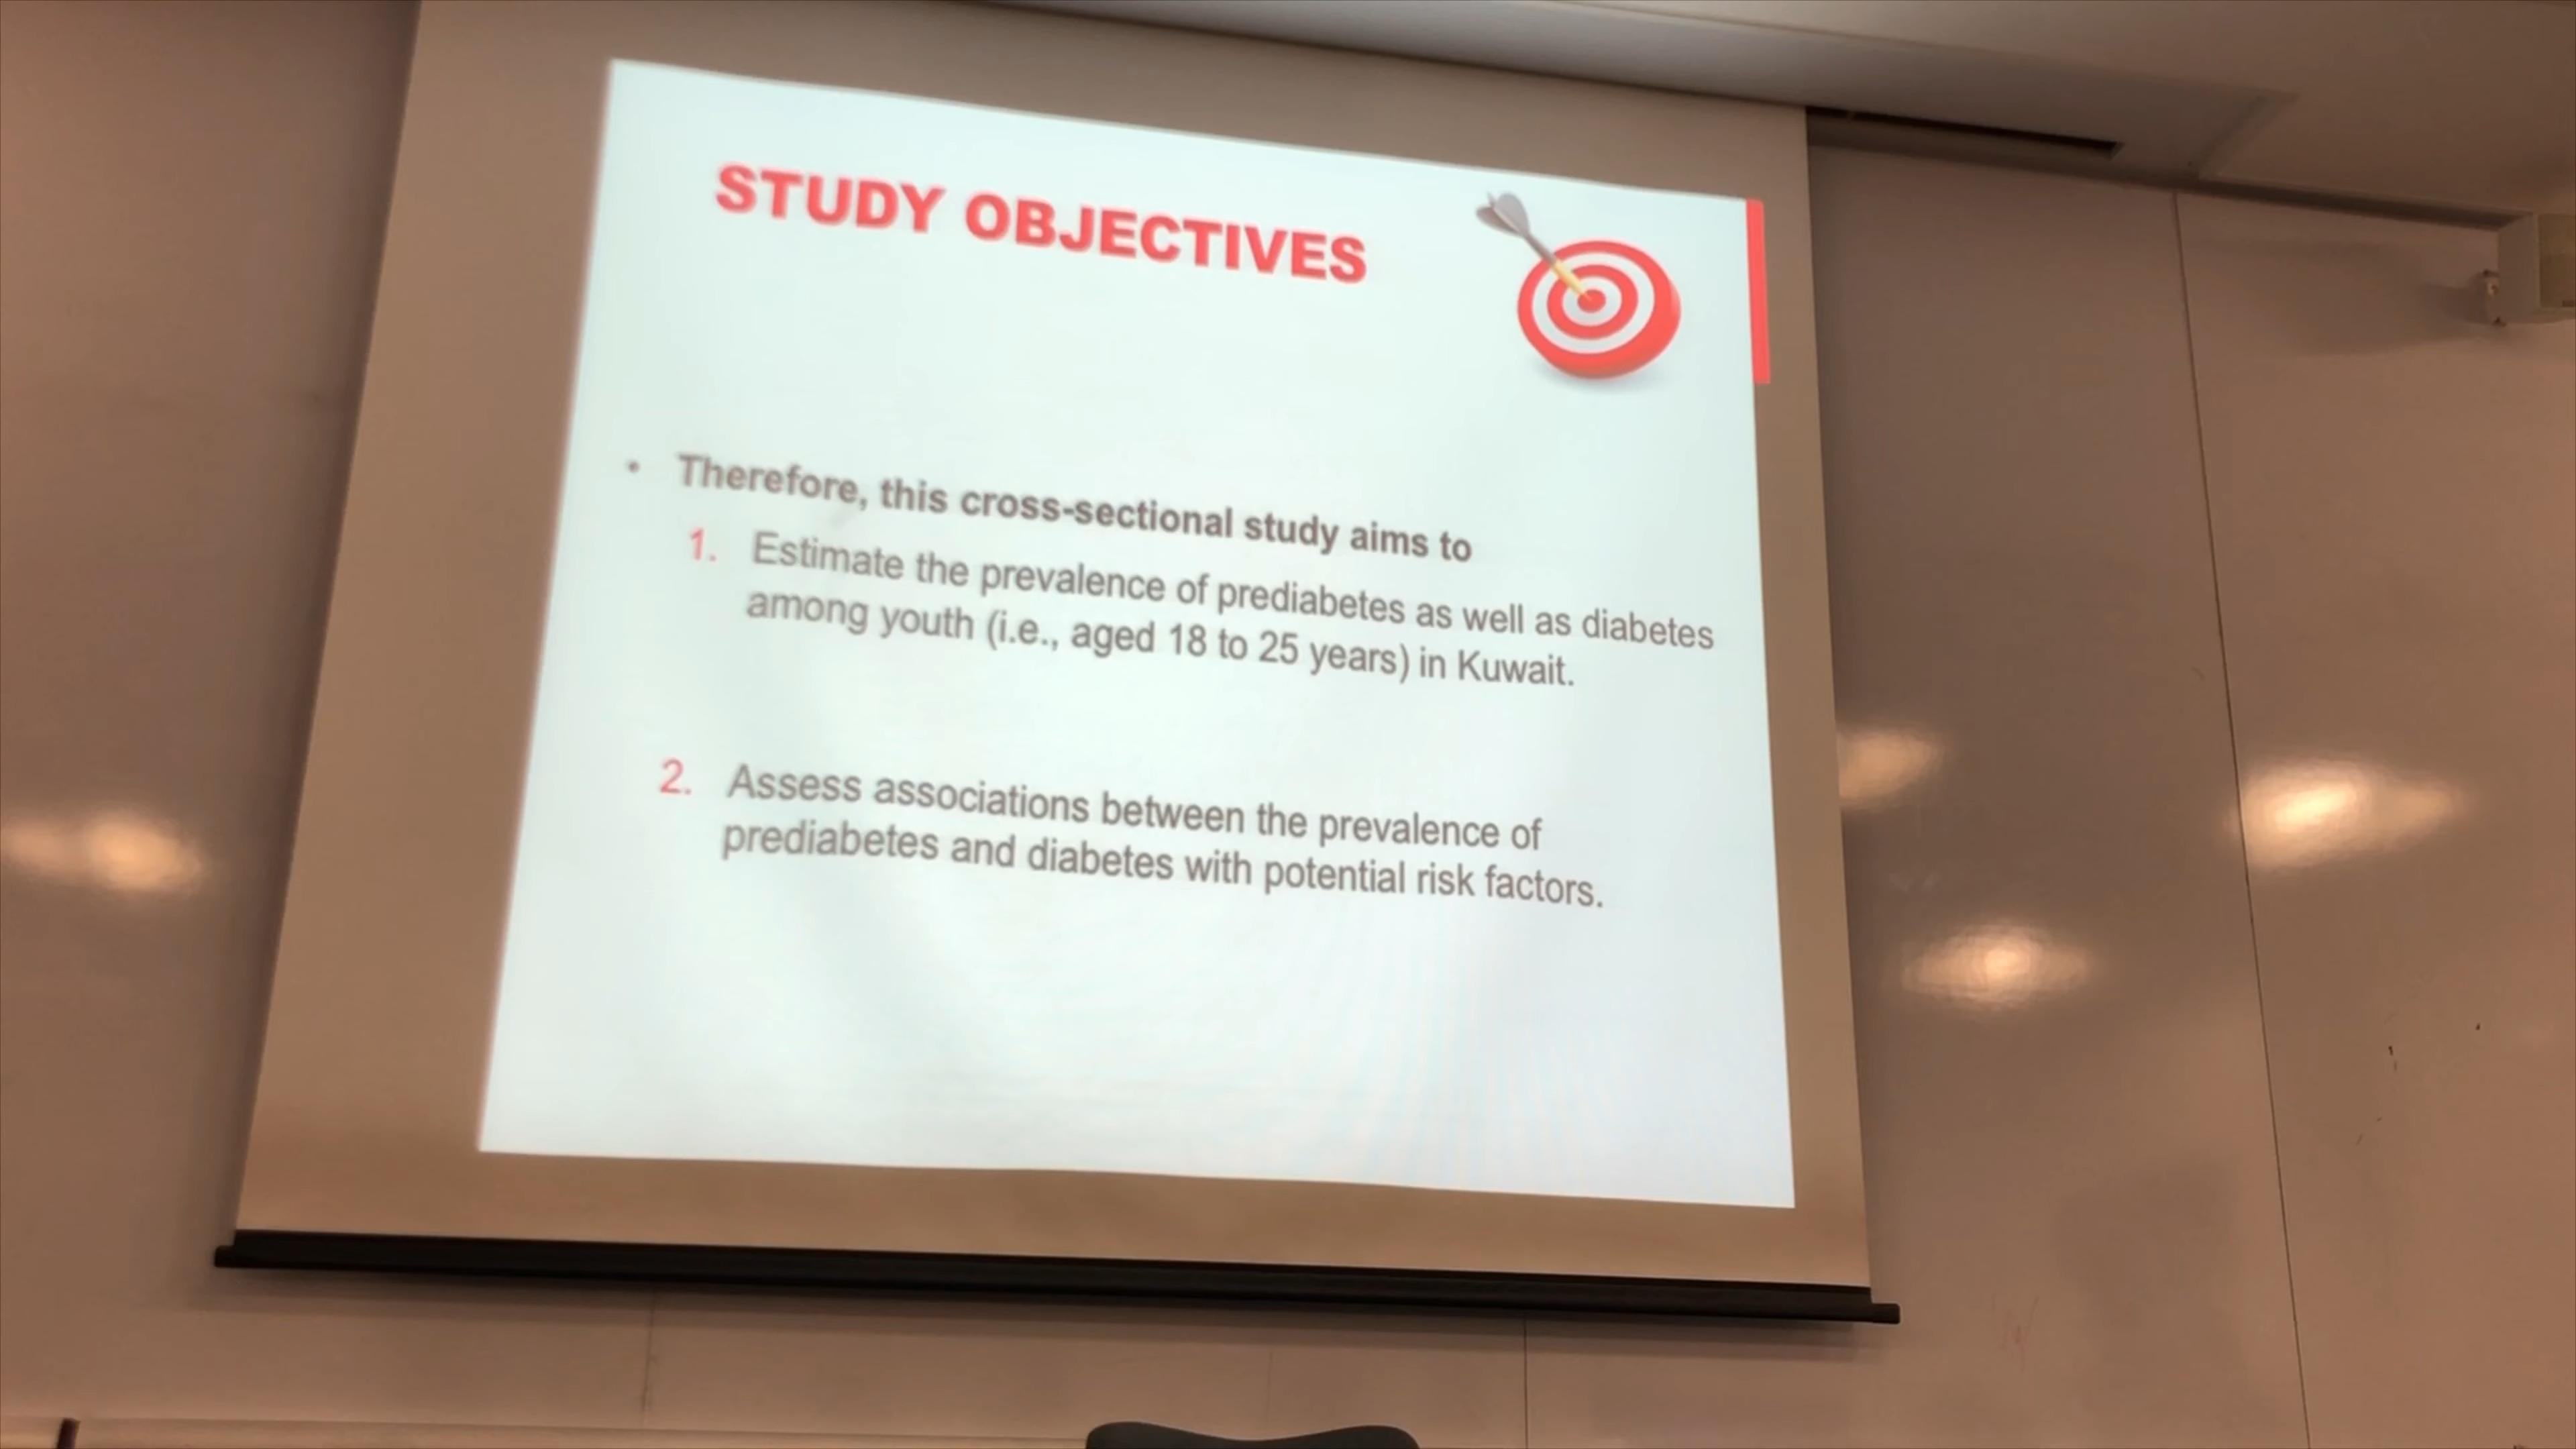 STUDY OBJECTIVES
• Therefore, this cross-sectional study aims to
1. Estimate the prevalence of prediabetes as well as diabetes
among youth (i.e., aged 18 to 25 years) in Kuwait.
2. Assess associations between the prevalence of
prediabetes and diabetes with potential risk factors.